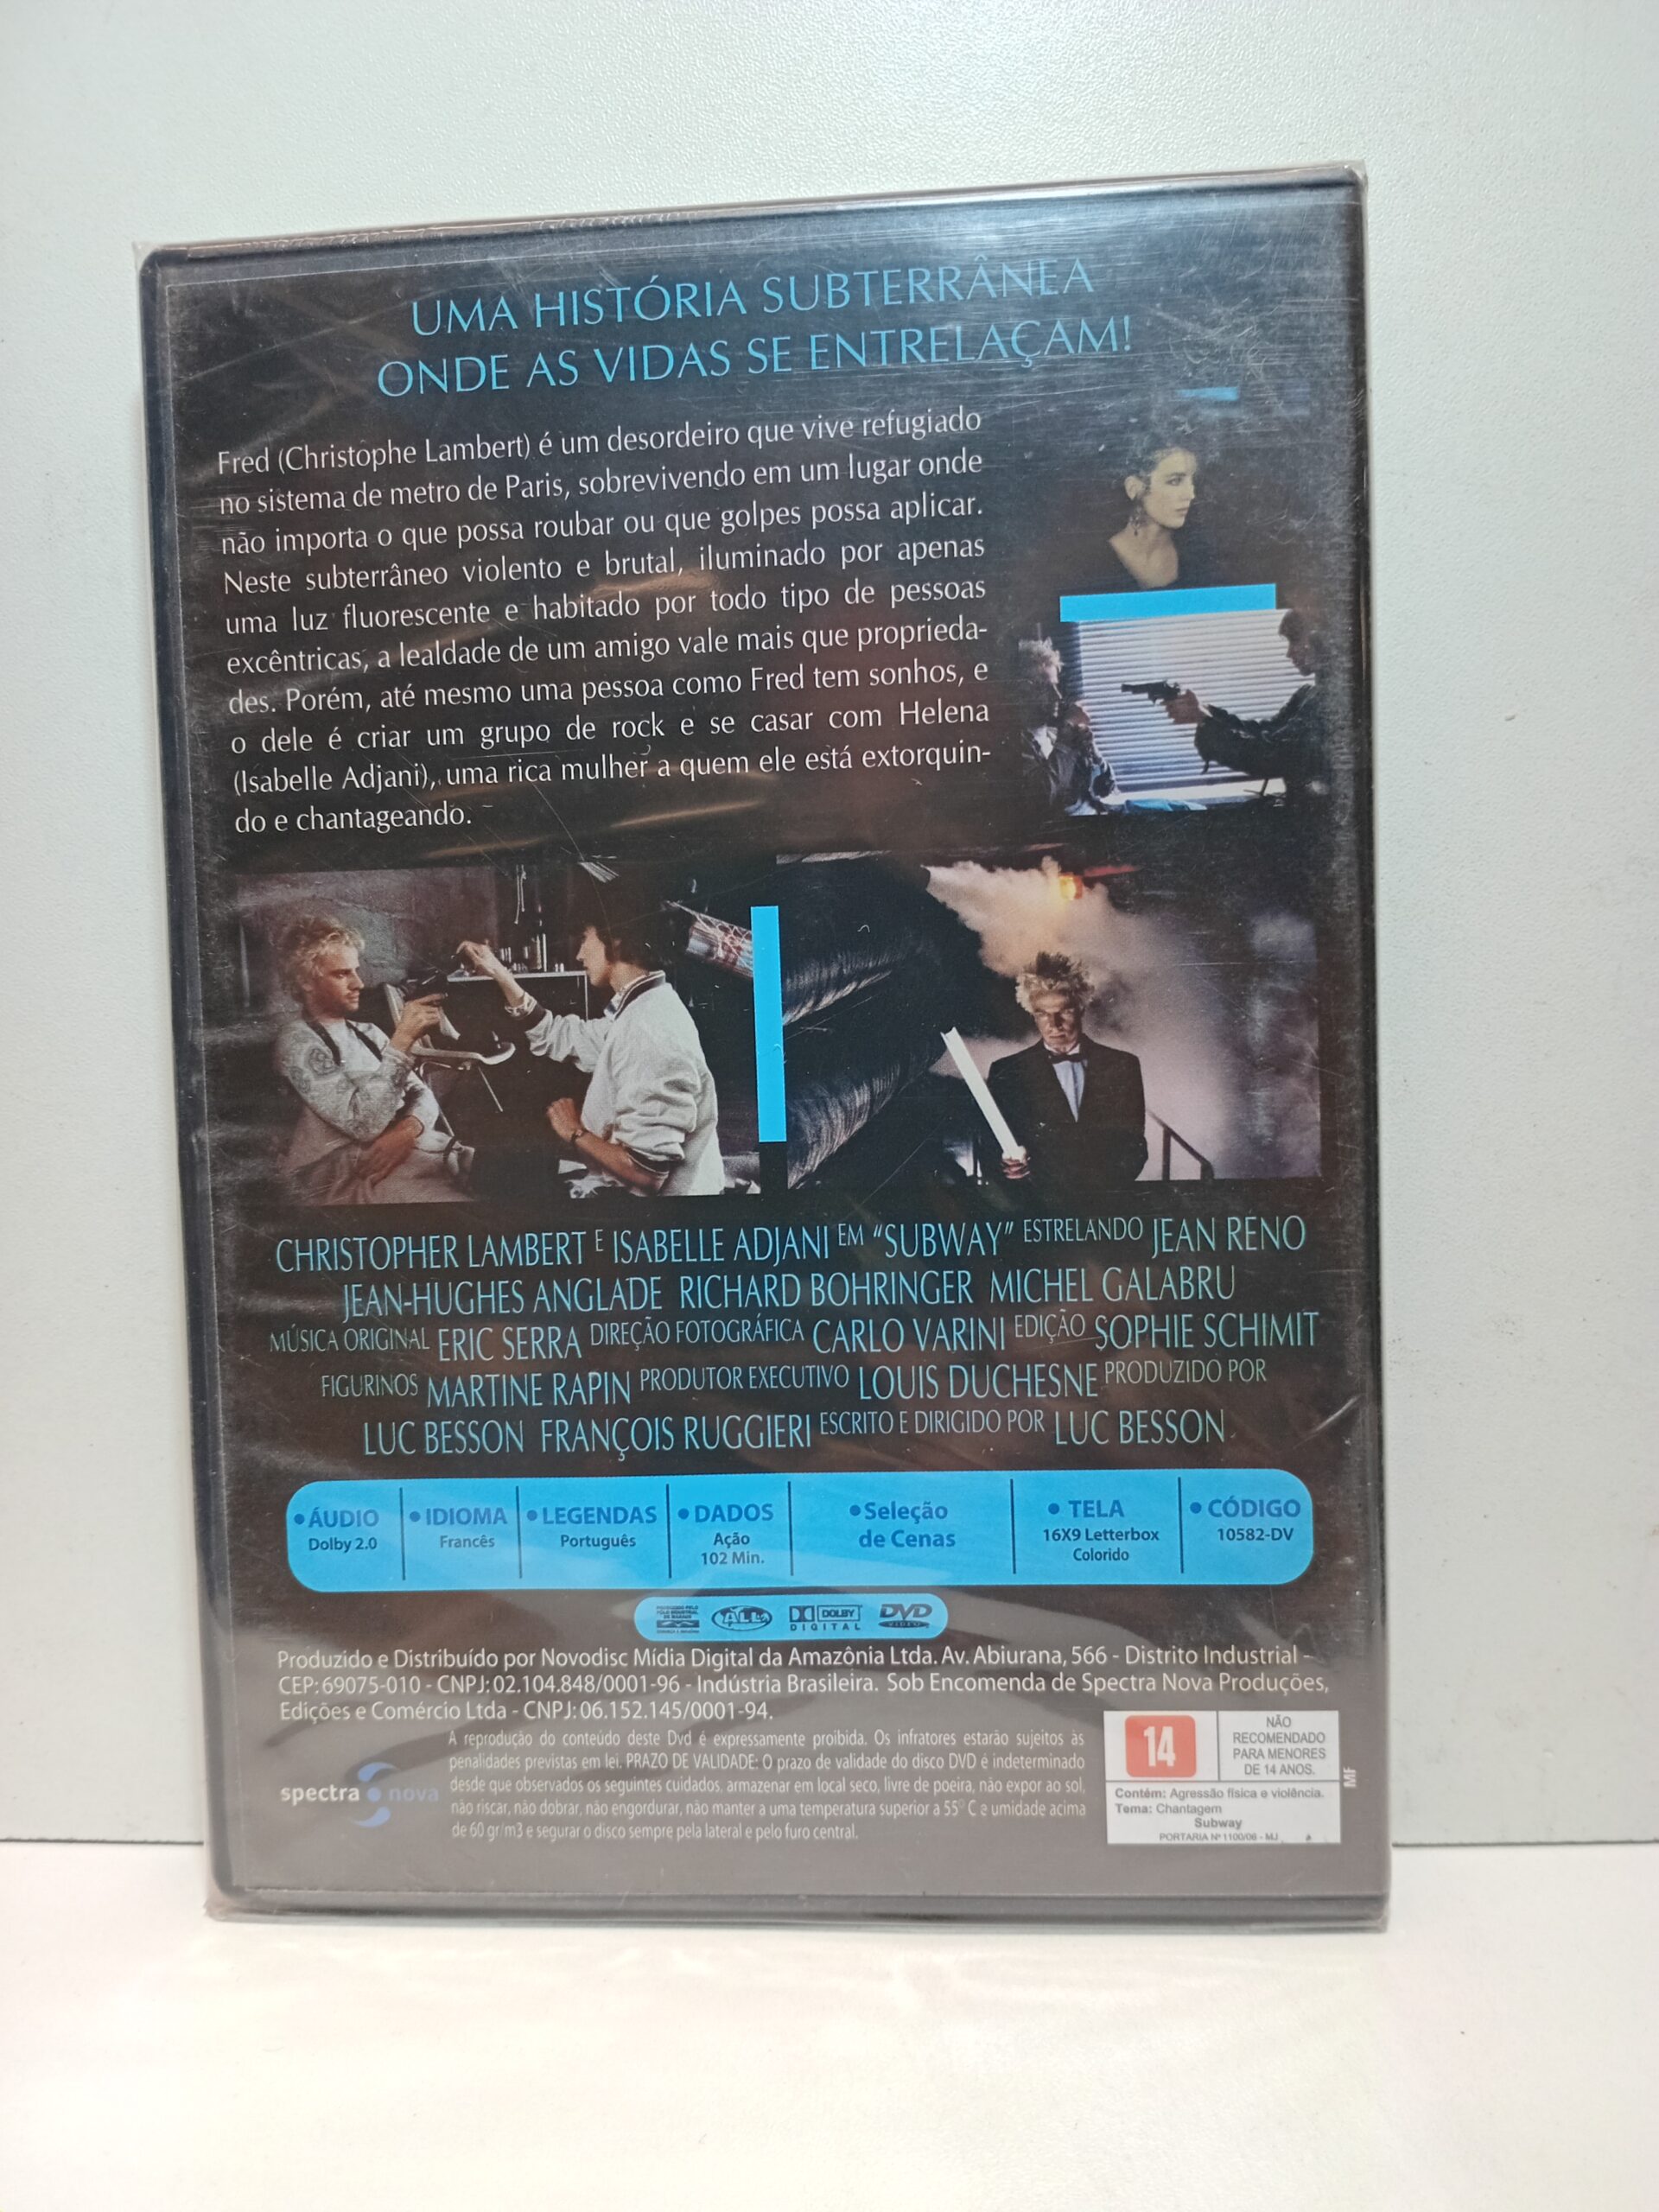 UMA HISTÓRIA SUBTERRÂNEA
ONDE AS VIDAS SE ENTRELAÇAM!
Fred (Christophe Lambert) é um desordeiro que vive refugiado
no sistema de metro de Paris, sobrevivendo em um lugar onde
não importa o que possa roubar ou que golpes possa aplicar.
Neste subterrâneo violento e brutal, iluminado por apenas
uma luz fluorescente e habitado por todo tipo de pessoas
excêntricas, a lealdade de um amigo vale mais que proprieda-
des. Porém, até mesmo uma pessoa como Fred tem sonhos, e
o dele é criar um grupo de rock e se casar com Helena
(Isabelle Adjani), uma rica mulher a quem ele está extorquin-
do e chantageando.
CHRISTOPHER LAMBERT E ISABELLE ADJANI EM "SUBWAY" ESTRELANDO JEAN RENO
JEAN-HUGHES ANGLADE RICHARD BOHRINGER MICHEL GALABRU
MÚSICA ORIGINAL ERIC SERRA DIREÇÃO FOTOGRÁFICA CARLO VARINI EDIÇÃO SOPHIE SCHIMIT
FIGURINOS MARTINE RAPIN PRODUTOR EXECUTIVO LOUIS DUCHESNE PRODUZIDO POR
LUC BESSON FRANÇOIS RUGGIERI ESCRITO E DIRIGIDO POR LUC BESSON
• ÁUDIO
Dolby 2.0
• IDIOMA
Francês
• LEGENDAS
Português
• DADOS
Ação
102 Min.
• Seleção
de Cenas
• TELA
16X9 Letterbox
Colorido
• CÓDIGO
10582-DV
ALL
DOLBY
DIGITAL
DVD
VIDEO
Produzido e Distribuído por Novodisc Mídia Digital da Amazônia Ltda. Av. Abiurana, 566 - Distrito Industrial -
CEP: 69075-010 - CNPJ: 02.104.848/0001-96 - Indústria Brasileira. Sob Encomenda de Spectra Nova Produções,
Edições e Comércio Ltda - CNPJ: 06.152.145/0001-94.
spectra nova
A reprodução do conteúdo deste Dvd é expressamente proibida. Os infratores estarão sujeitos às
penalidades previstas em lei. PRAZO DE VALIDADE: O prazo de validade do disco DVD é indeterminado
desde que observados os seguintes cuidados, armazenar em local seco, livre de poeira, não expor ao sol,
não riscar, não dobrar, não engordurar, não manter a uma temperatura superior a 55° C e umidade acima
de 60 gr/m3 e segurar o disco sempre pela lateral e pelo furo central.
14
NÃO
RECOMENDADO
PARA MENORES
DE 14 ANOS.
Contém: Agressão física e violência.
Tema: Chantagem
Subway
PORTARIA Nº 1100/06 - MJ
MF